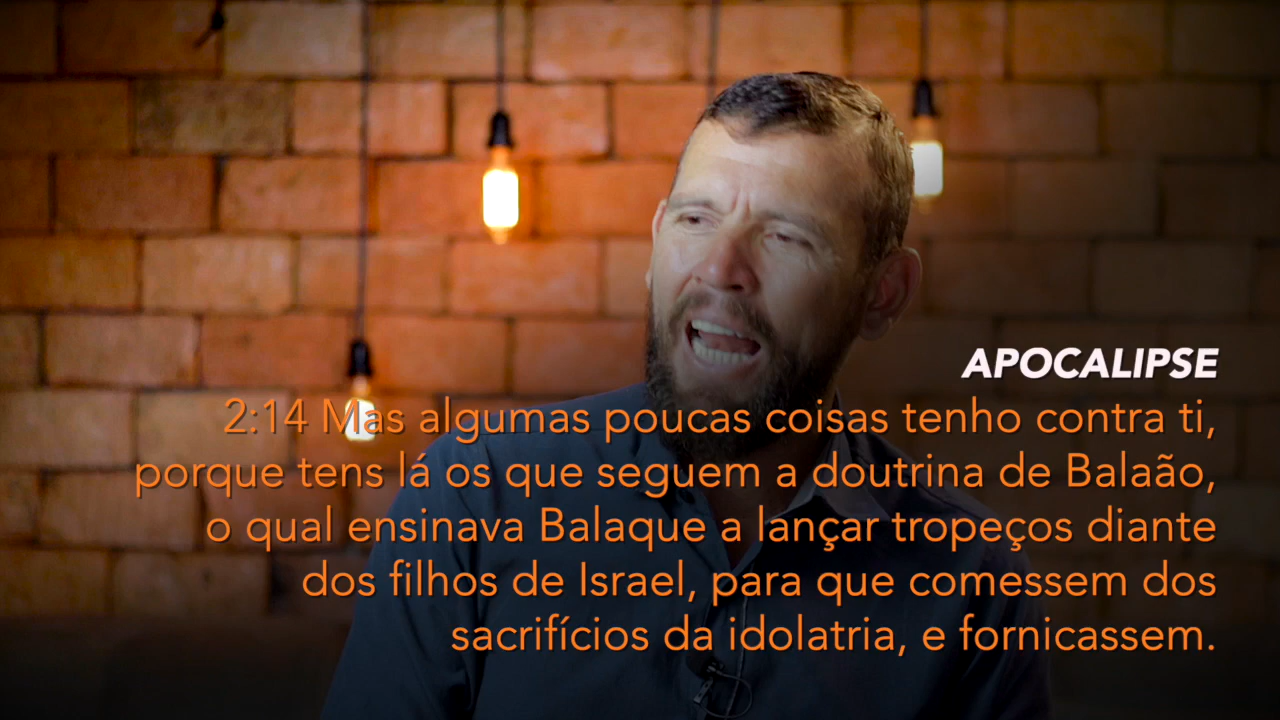 APOCALIPSE
2:14 Mas algumas poucas coisas tenho contra ti,
porque tens lá os que seguem a doutrina de Balaão,
o qual ensinava Balaque a lançar tropeços diante
dos filhos de Israel, para que comessem dos
sacrifícios da idolatria, e fornicassem.